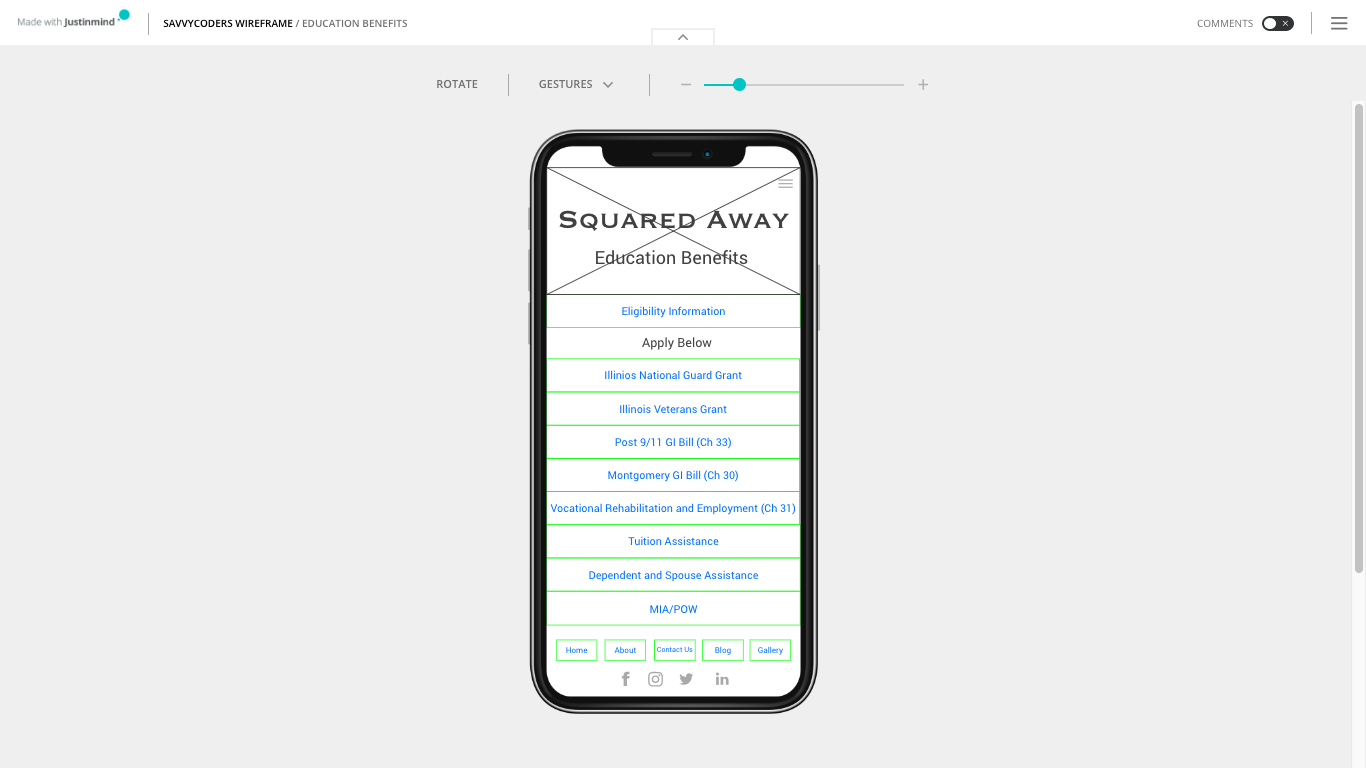 Made with Justinmind
SAVVYCODERS WIREFRAME / EDUCATION BENEFITS
COMMENTS
ROTATE
GESTURES
SQUARED AWAY
Education Benefits
Eligibility Information
Apply Below
Illinios National Guard Grant
Illinois Veterans Grant
Post 9/11 GI Bill (Ch 33)
Montgomery GI Bill (Ch 30)
Vocational Rehabilitation and Employment (Ch 31)
Tuition Assistance
Dependent and Spouse Assistance
MIA/POW
Home About Contact Us Blog Gallery